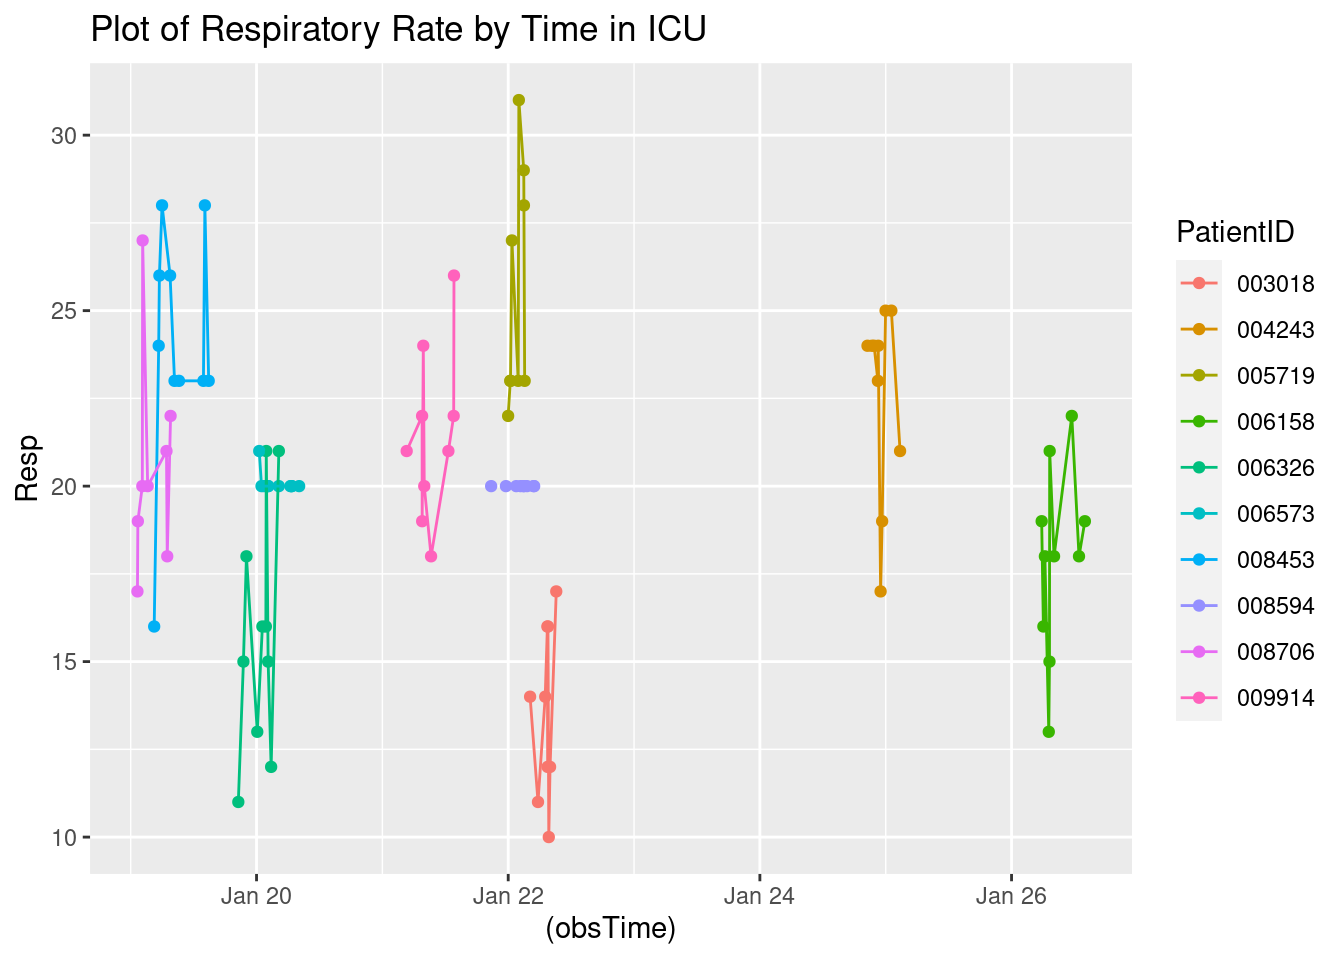 Plot of Respiratory Rate by Time in ICU
30
25
20
15
10
Resp
Jan 20
Jan 22
Jan 24
Jan 26
(obsTime)
PatientID
003018
004243
005719
006158
006326
006573
008453
008594
008706
009914